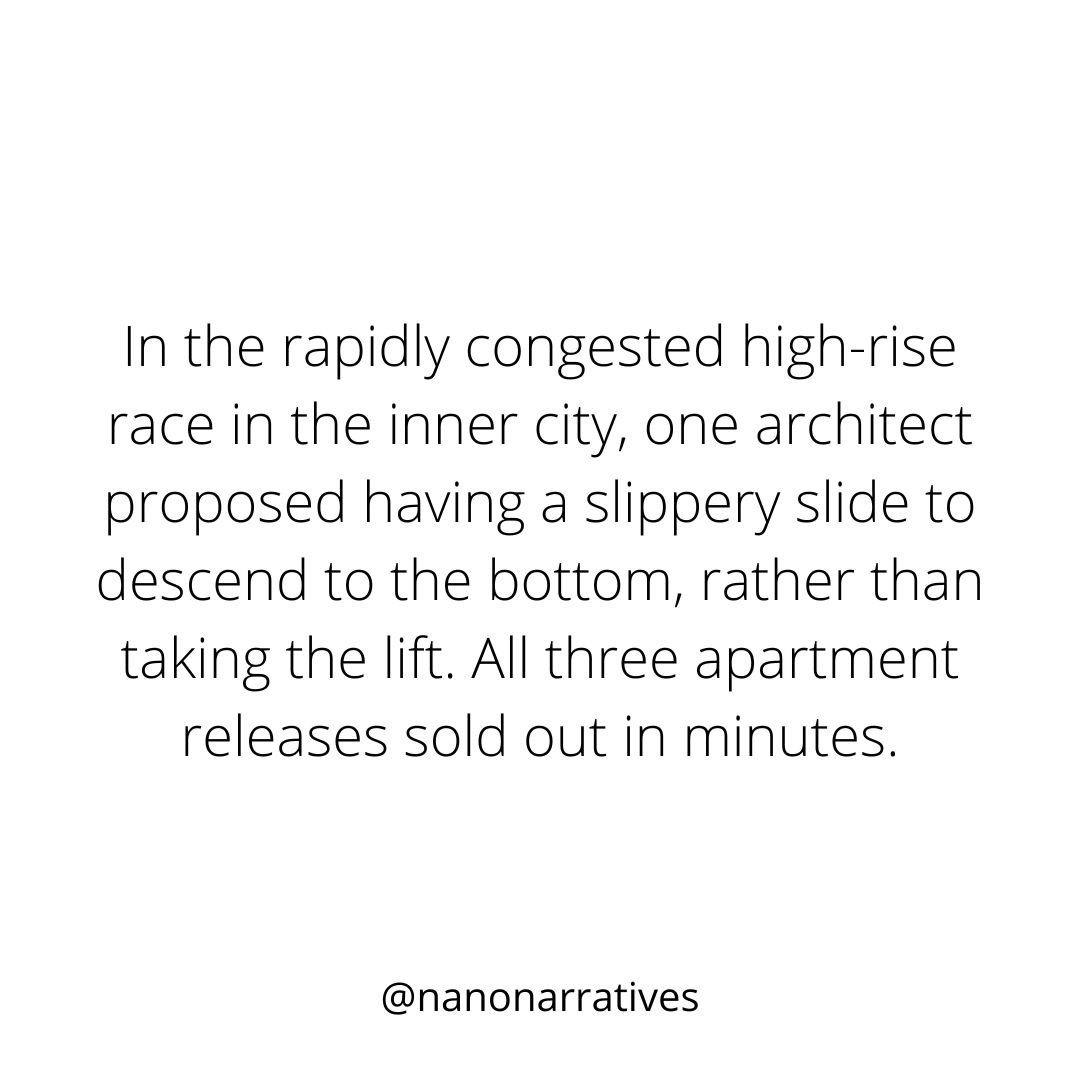 In the rapidly congested high-rise
race in the inner city, one architect
proposed having a slippery slide to
descend to the bottom, rather than
taking the lift. All three apartment
releases sold out in minutes.
@nanonarratives